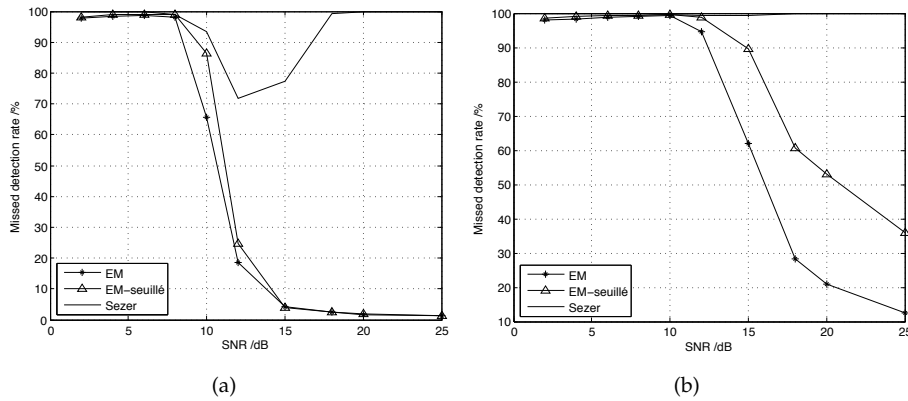 100
90
80
70
60
50
40
30
20
10
0
Missed detection rate /%
EM
EM−seuillé
Sezer
0 5 10 15 20 25
SNR /dB
(a)
100
90
80
70
60
50
40
30
20
10
Missed detection rate /%
EM
EM−seuillé
Sezer
0 5 10 15 20 25
SNR /dB
(b)